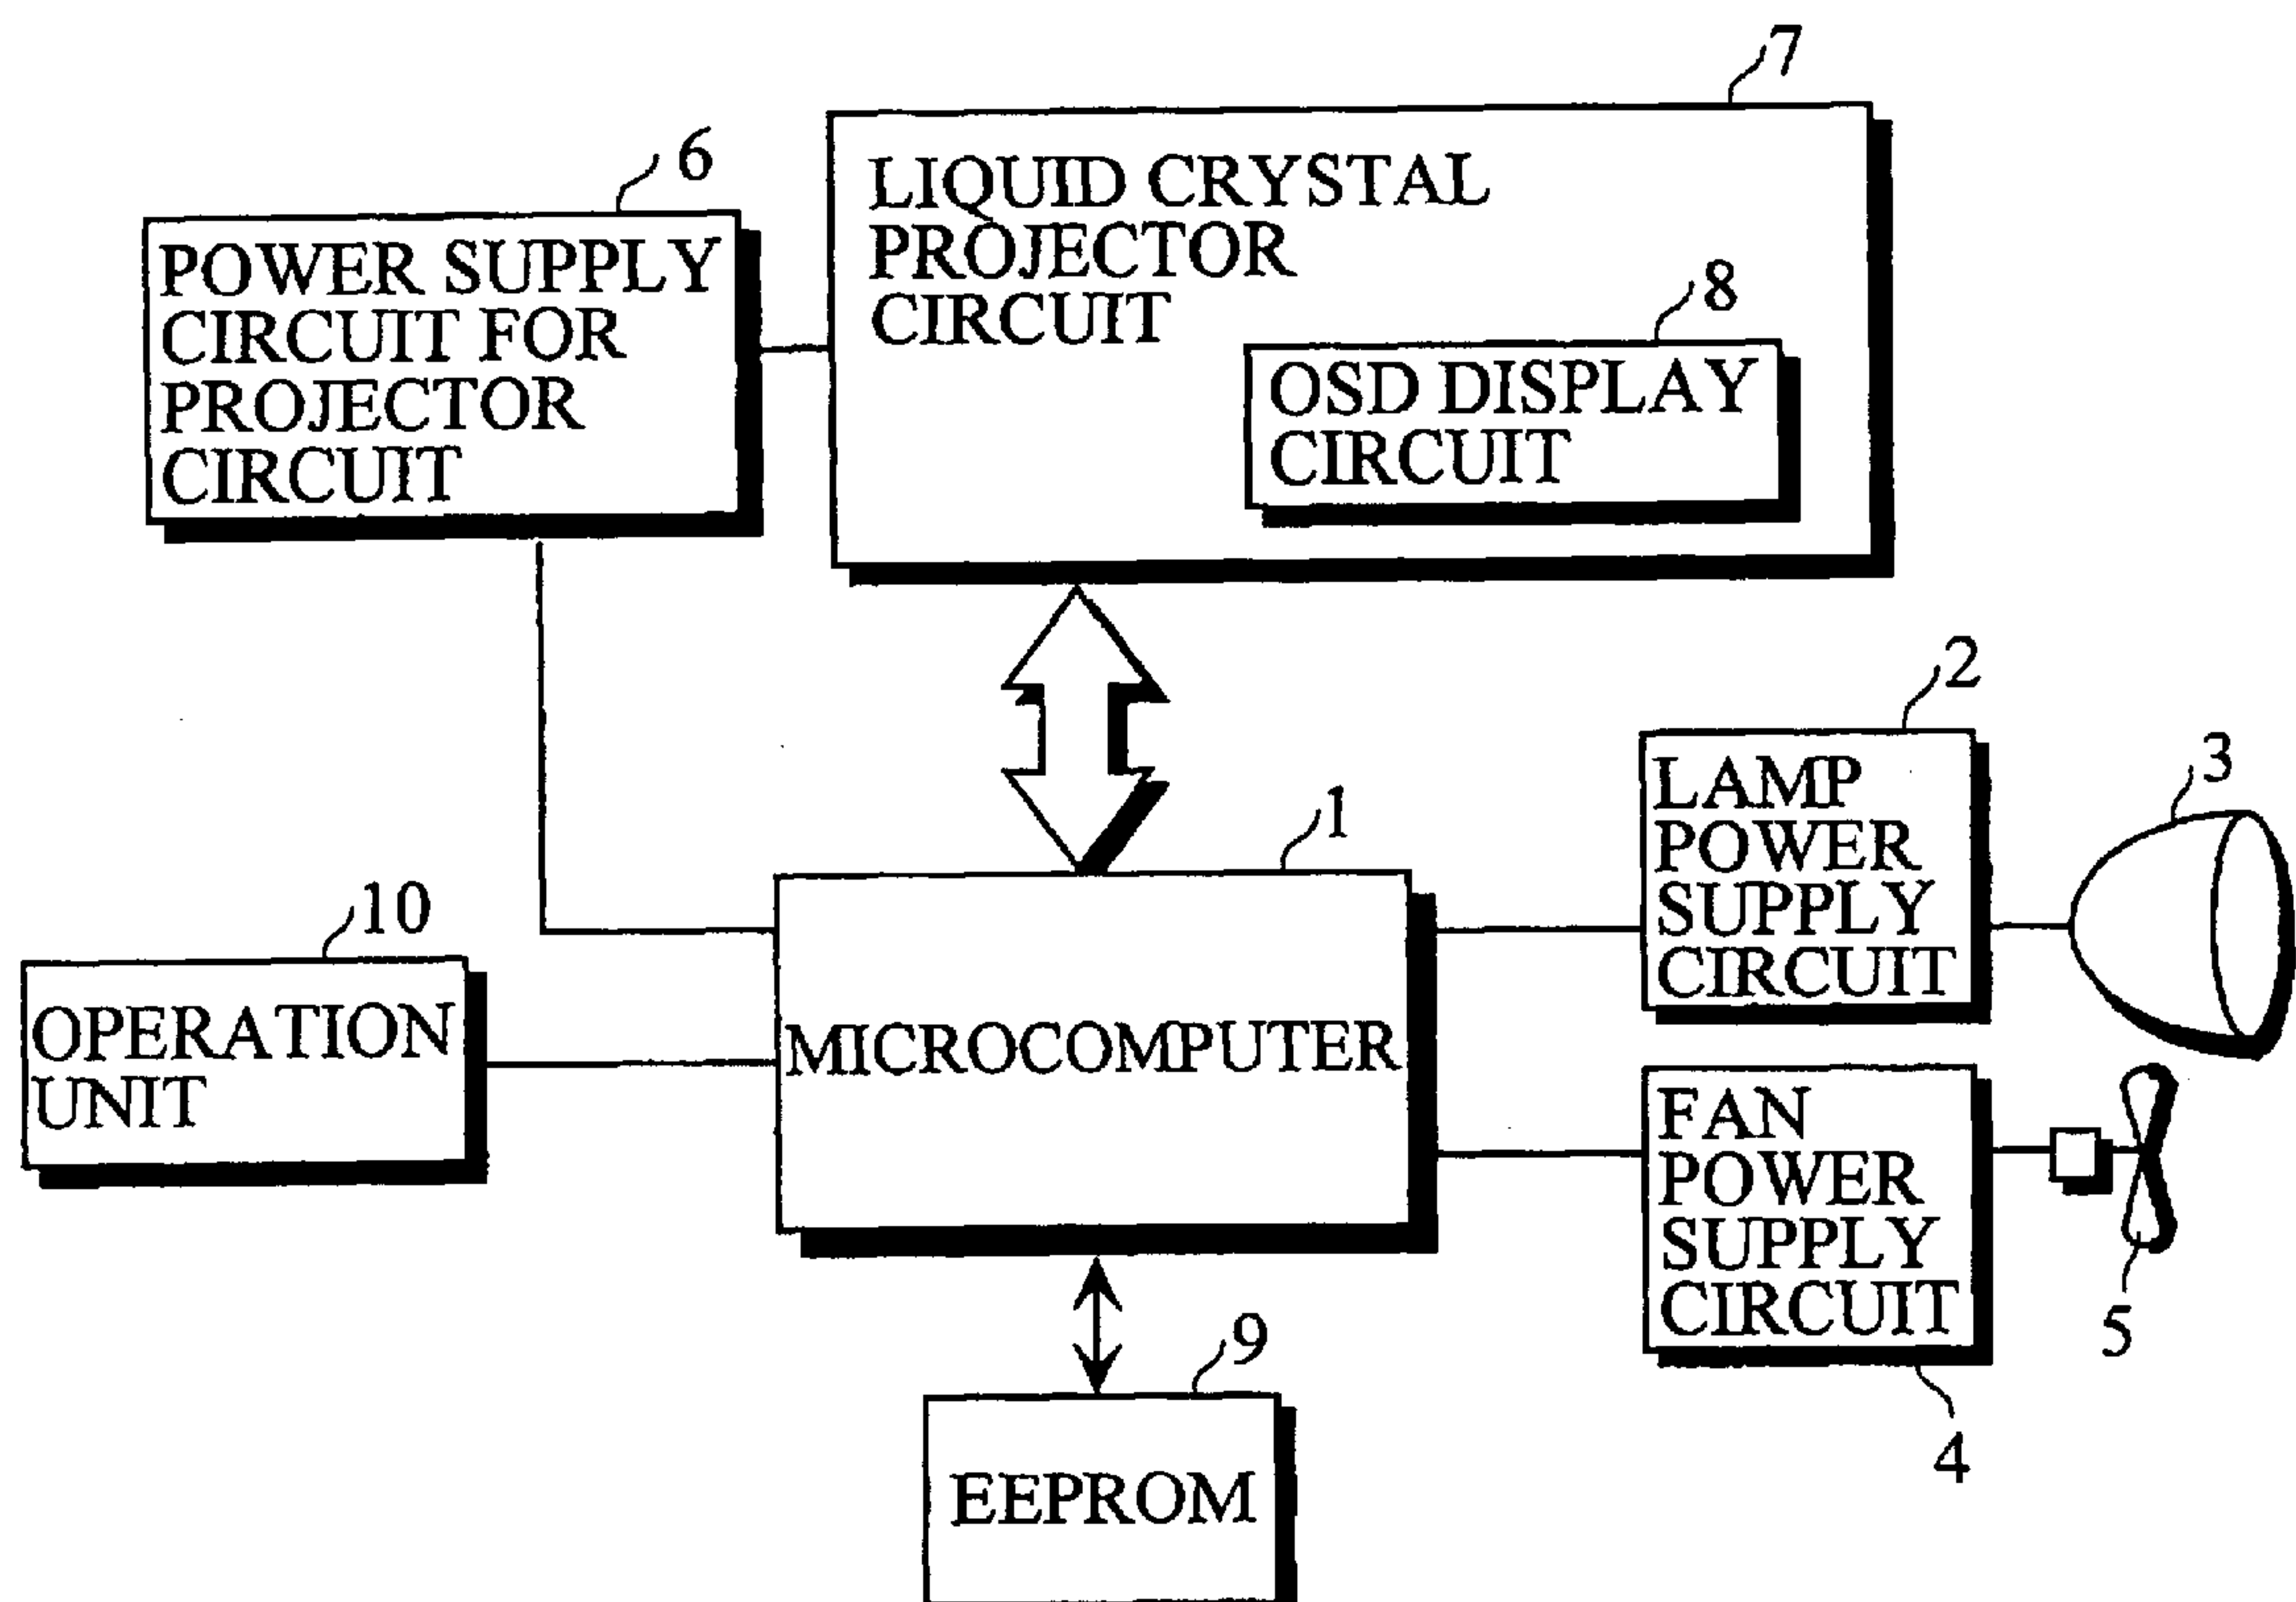 7
6
LIQUID CRYSTAL
PROJECTOR
CIRCUIT
POWER SUPPLY
CIRCUIT FOR
PROJECTOR
CIRCUIT
8
OSD DISPLAY
CIRCUIT
2
LAMP
POWER
SUPPLY
CIRCUIT
3
1
MICROCOMPUTER
10
OPERATION
UNIT
FAN
POWER
SUPPLY
CIRCUIT
5
4
9
EEPROM